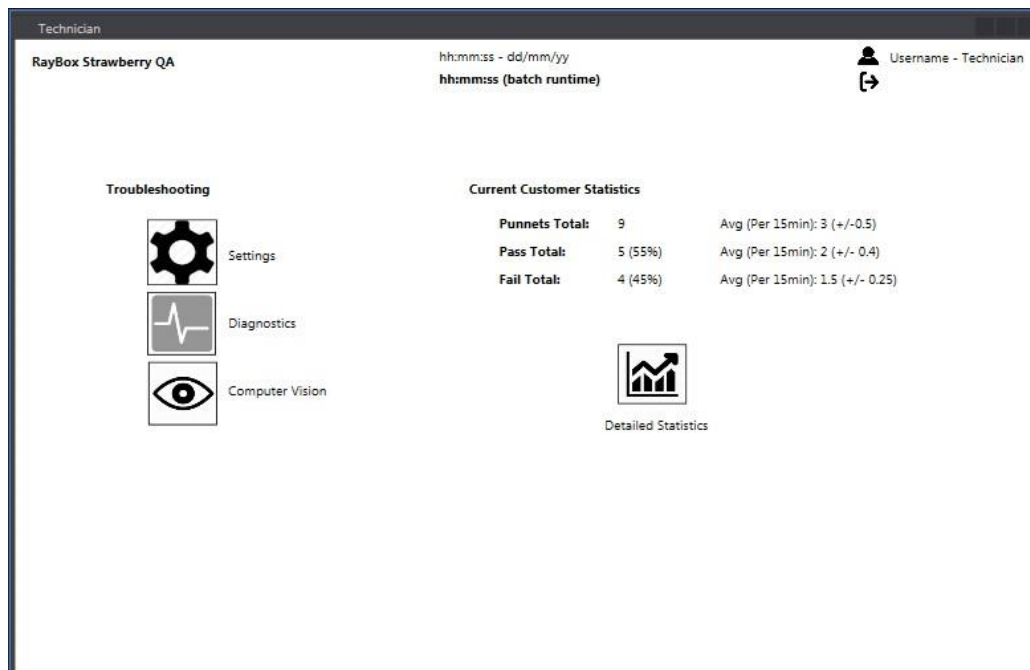 Technician
RayBox Strawberry QA
hh:mm:ss - dd/mm/yy
hh:mm:ss (batch runtime)
Username - Technician
Troubleshooting
Settings
Diagnostics
Computer Vision
Current Customer Statistics
Punnets Total: 9 Avg (Per 15min): 3 (+/-0.5)
Pass Total: 5 (55%) Avg (Per 15min): 2 (+/- 0.4)
Fail Total: 4 (45%) Avg (Per 15min): 1.5 (+/- 0.25)
Detailed Statistics